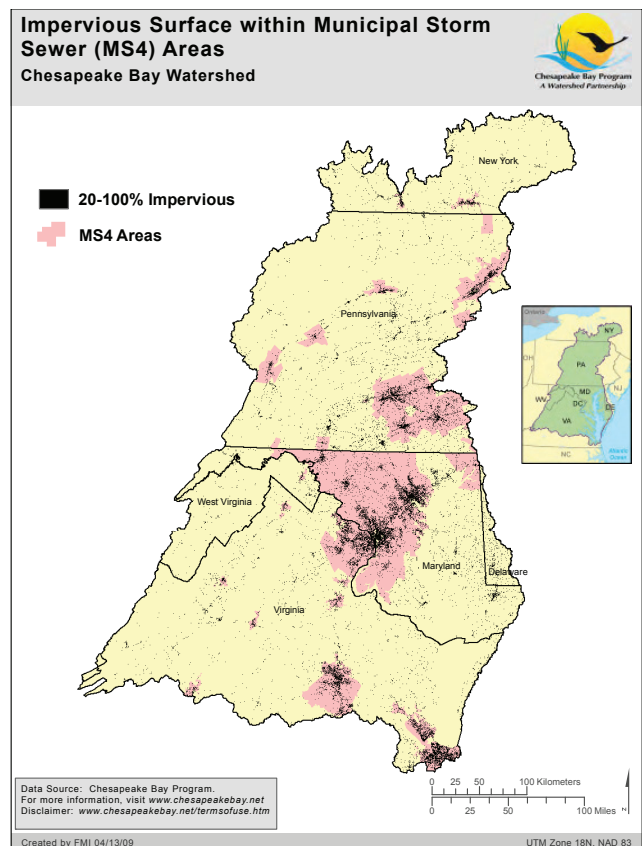 Impervious Surface within Municipal Storm
Sewer (MS4) Areas
Chesapeake Bay Watershed
Chesapeake Bay Program
A Watershed Partnership
New York
20-100% Impervious
MS4 Areas
Pennsylvania
Ontario
NY
OH
PA
NJ
MD
WV
DC
DE
VA
NC
Atlantic
Ocean
West Virginia
Maryland
Delaware
Virginia
Data Source: Chesapeake Bay Program.
For more information, visit www.chesapeakebay.net
Disclaimer: www.chesapeakebay.net/termsofuse.htm
0 25 50 100 Kilometers
0 25 50 100 Miles
N
Created by FMI 04/13/09
UTM Zone 18N, NAD 83